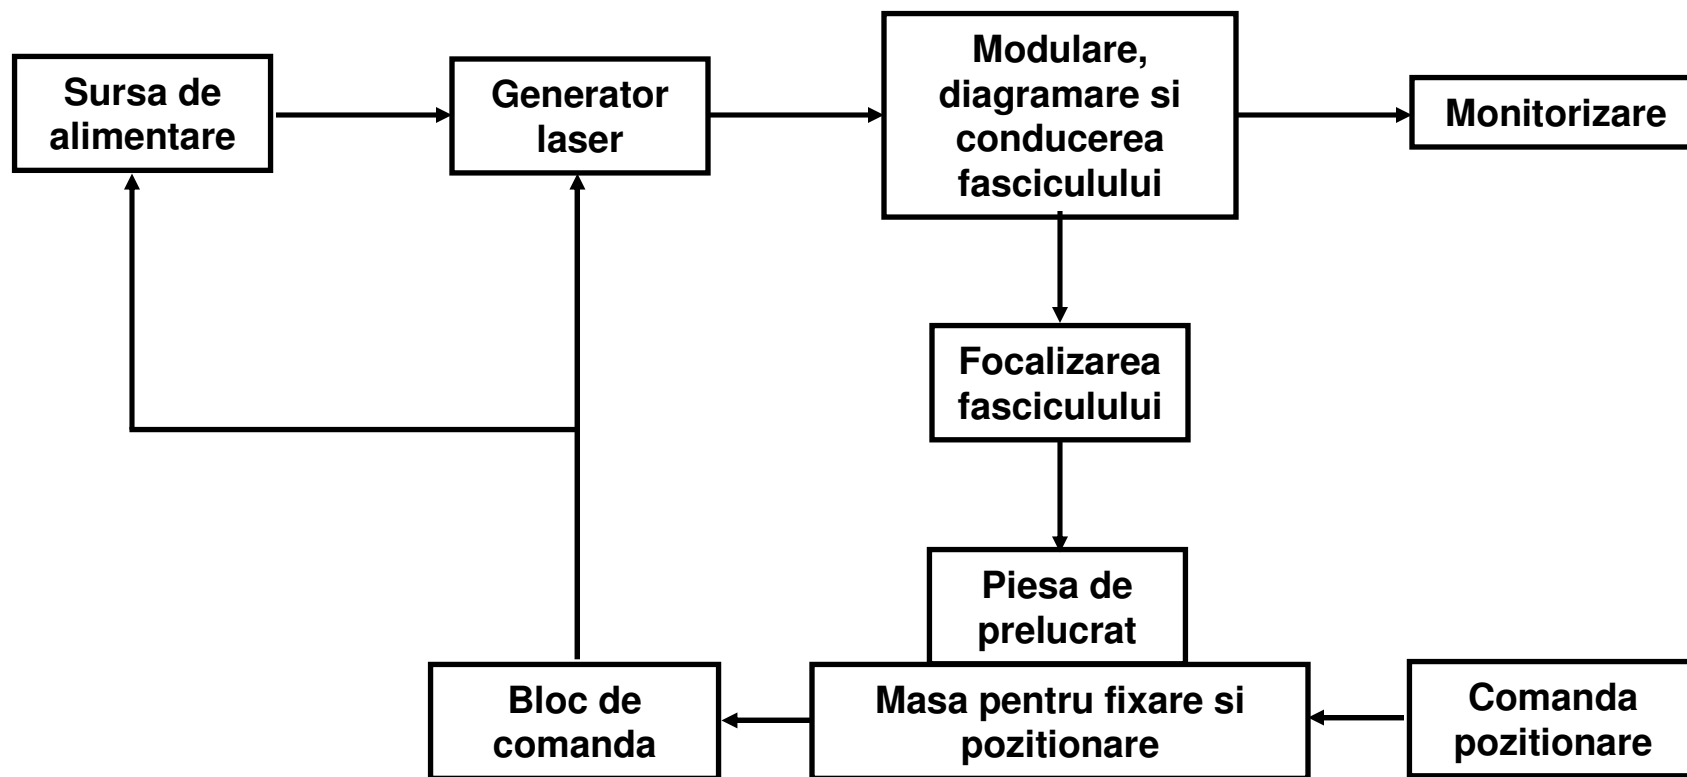 Sursa de
alimentare
Generator
laser
Modulare,
diagramare si
conducerea
fasciculului
Monitorizare
Focalizarea
fasciculului
Piesa de
prelucrat
Bloc de
comanda
Masa pentru fixare si
pozitionare
Comanda
pozitionare